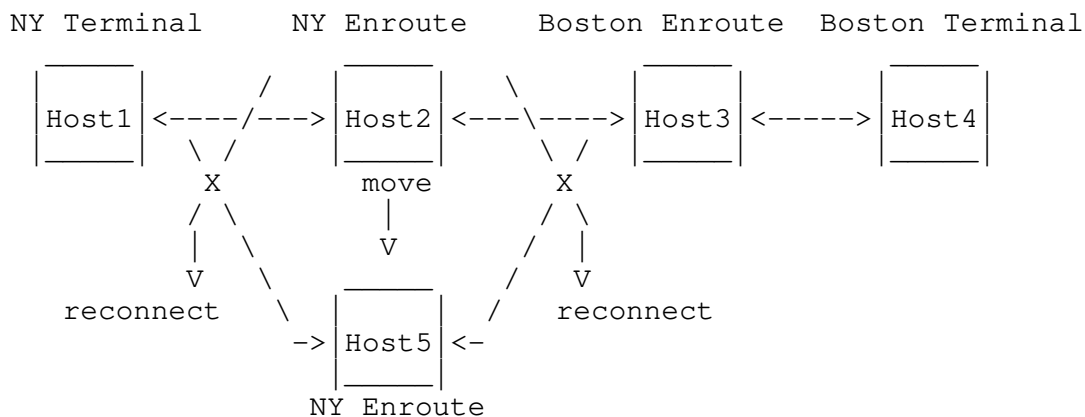 NY Terminal NY Enroute Boston Enroute Boston Terminal
Host1 <----/---> Host2 <---\----> Host3 <-----> Host4
X move X
V
V V
reconnect reconnect
-> Host5 <-
NY Enroute